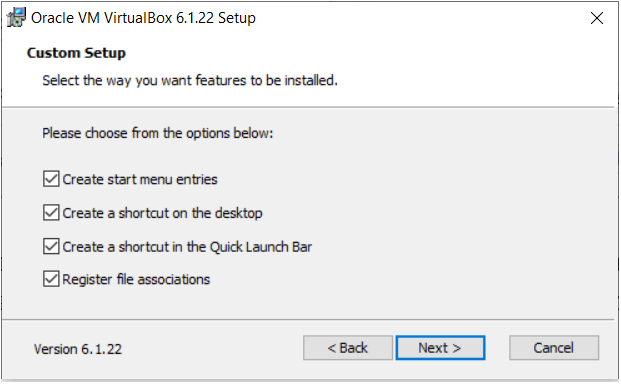 Oracle VM VirtualBox 6.1.22 Setup
Custom Setup
Select the way you want features to be installed.
Please choose from the options below:
Create start menu entries
Create a shortcut on the desktop
Create a shortcut in the Quick Launch Bar
Register file associations
Version 6.1.22
< Back
Next >
Cancel